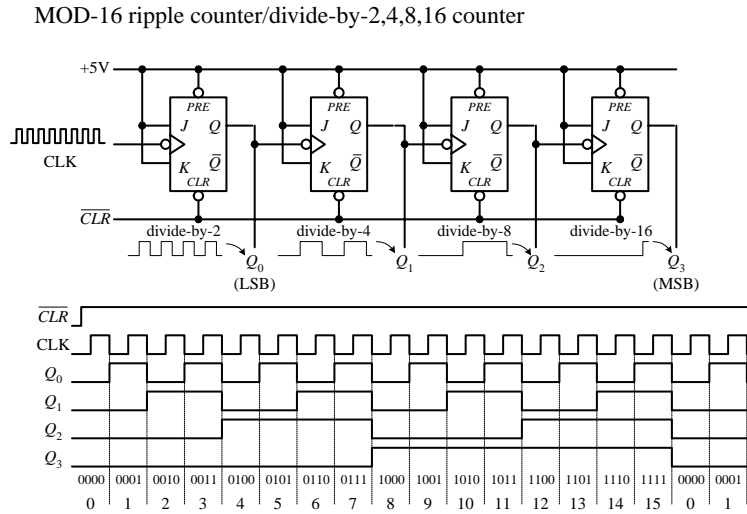 MOD-16 ripple counter/divide-by-2,4,8,16 counter
+5V
PRE PRE PRE PRE
J Q J Q J Q J Q
CLK
K Q̅ K Q̅ K Q̅ K Q̅
CLR CLR CLR CLR
C̅L̅R̅
divide-by-2 divide-by-4 divide-by-8 divide-by-16
Q₀ Q₁ Q₂ Q₃
(LSB) (MSB)
C̅L̅R̅
CLK
Q₀
Q₁
Q₂
Q₃
0000 0001 0010 0011 0100 0101 0110 0111 1000 1001 1010 1011 1100 1101 1110 1111 0000 0001
0 1 2 3 4 5 6 7 8 9 10 11 12 13 14 15 0 1